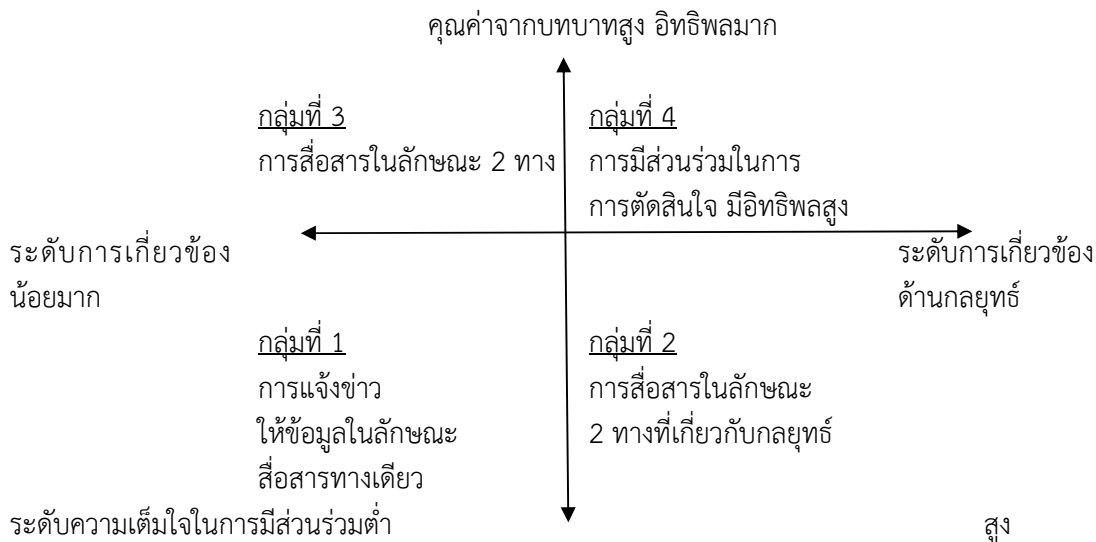 คุณค่าจากบทบาทสูง อิทธิพลมาก
กลุ่มที่ 3
การสื่อสารในลักษณะ 2 ทาง
กลุ่มที่ 4
การมีส่วนร่วมในการ
การตัดสินใจ มีอิทธิพลสูง
ระดับการเกี่ยวข้อง
น้อยมาก
ระดับการเกี่ยวข้อง
ด้านกลยุทธ์
กลุ่มที่ 1
การแจ้งข่าว
ให้ข้อมูลในลักษณะ
สื่อสารทางเดียว
กลุ่มที่ 2
การสื่อสารในลักษณะ
2 ทางที่เกี่ยวกับกลยุทธ์
ระดับความเต็มใจในการมีส่วนร่วมต่ำ
สูง